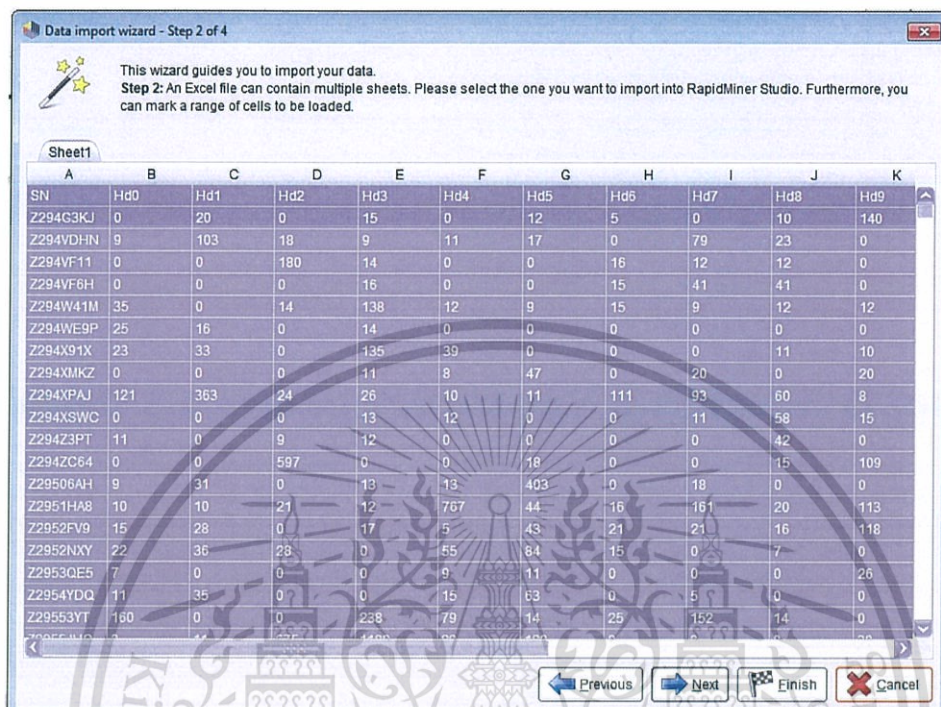 Data import wizard - Step 2 of 4
This wizard guides you to import your data.
Step 2: An Excel file can contain multiple sheets. Please select the one you want to import into RapidMiner Studio. Furthermore, you
can mark a range of cells to be loaded.
Sheet1
A B C D E F G H I J K
SN Hd0 Hd1 Hd2 Hd3 Hd4 Hd5 Hd6 Hd7 Hd8 Hd9
Z294G3KJ 0 20 0 15 0 12 5 0 10 140
Z294VDHN 9 103 18 9 11 17 0 79 23 0
Z294VF11 0 0 180 14 0 0 16 12 12 0
Z294VF6H 0 0 0 16 0 0 15 41 41 0
Z294W41M 35 0 14 138 12 9 15 9 12 12
Z294WE9P 25 16 0 14 0 0 0 0 0 0
Z294X91X 23 33 0 135 39 0 0 0 11 10
Z294XMKZ 0 0 0 11 8 47 0 20 0 20
Z294XPAJ 121 363 24 26 10 11 111 93 60 8
Z294XSWC 0 0 0 13 12 0 0 11 58 15
Z294Z3PT 11 0 9 12 0 0 0 0 42 0
Z294ZC64 0 0 597 0 0 18 0 0 15 109
Z29506AH 9 31 0 13 13 403 0 18 0 0
Z2951HA8 10 10 21 12 767 44 16 161 20 113
Z2952FV9 15 28 0 17 5 43 21 21 16 118
Z2952NXY 22 36 28 0 55 84 15 0 7 0
Z2953QE5 7 0 0 0 9 11 0 0 0 26
Z2954YDQ 11 35 0 0 15 63 0 5 0 0
Z29553YT 160 0 0 238 79 14 25 152 14 0
Previous Next Finish Cancel